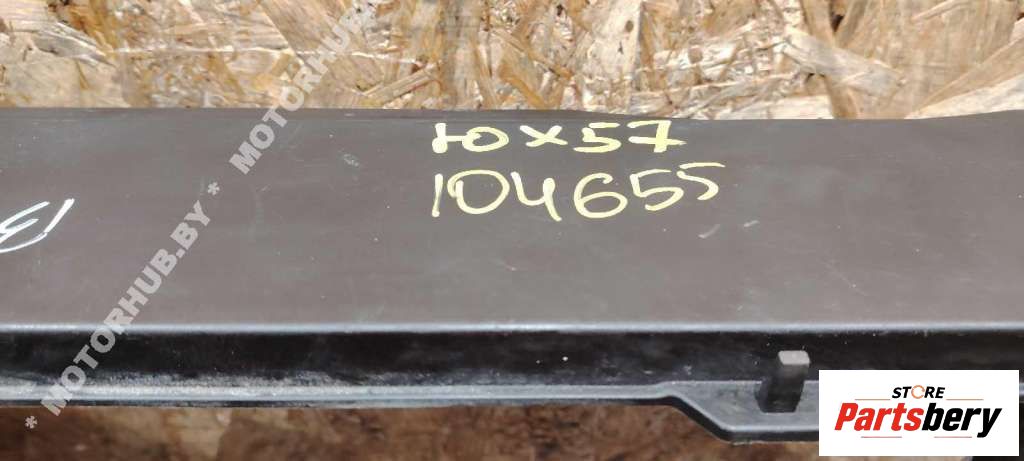 ЮХ57
104655
* MOTORHUB.BY * MOTORHUB
STORE
Partsbery